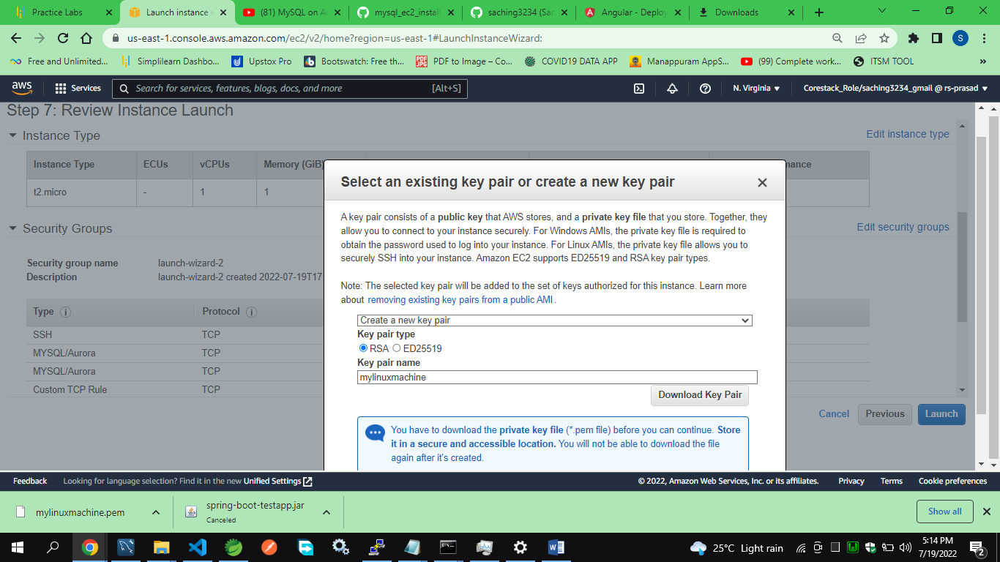 Practice Labs
Launch instance w
(81) MySQL on A
mysql_ec2_install
saching3234 (Sac
Angular - Deploy
Downloads
us-east-1.console.aws.amazon.com/ec2/v2/home?region=us-east-1#LaunchInstanceWizard:
S
Free and Unlimited...
Simplilearn Dashbo...
Upstox Pro
Bootswatch: Free th...
PDF to Image – Co...
COVID19 DATA APP
Manappuram AppS...
(99) Complete work...
ITSM TOOL
»
aws
Services
Search for services, features, blogs, docs, and more
[Alt+S]
N. Virginia
Corestack_Role/saching3234_gmail @ rs-prasad
Step 7: Review Instance Launch
Instance Type
Edit instance type
Instance Type ECUs vCPUs Memory (GiB)
mance
t2.micro - 1 1
Security Groups
Edit security groups
Security group name launch-wizard-2
Description launch-wizard-2 created 2022-07-19T17
Type Protocol
SSH TCP
MYSQL/Aurora TCP
MYSQL/Aurora TCP
Custom TCP Rule TCP
Cancel
Previous
Launch
Select an existing key pair or create a new key pair
A key pair consists of a public key that AWS stores, and a private key file that you store. Together, they
allow you to connect to your instance securely. For Windows AMIs, the private key file is required to
obtain the password used to log into your instance. For Linux AMIs, the private key file allows you to
securely SSH into your instance. Amazon EC2 supports ED25519 and RSA key pair types.
Note: The selected key pair will be added to the set of keys authorized for this instance. Learn more
about removing existing key pairs from a public AMI .
Create a new key pair
Key pair type
RSA ED25519
Key pair name
mylinuxmachine
Download Key Pair
You have to download the private key file (*.pem file) before you can continue. Store
it in a secure and accessible location. You will not be able to download the file
again after it's created.
Feedback
Looking for language selection? Find it in the new Unified Settings
© 2022, Amazon Web Services, Inc. or its affiliates.
Privacy
Terms
Cookie preferences
mylinuxmachine.pem
spring-boot-testapp.jar
Canceled
Show all
25°C Light rain
5:14 PM
7/19/2022
2